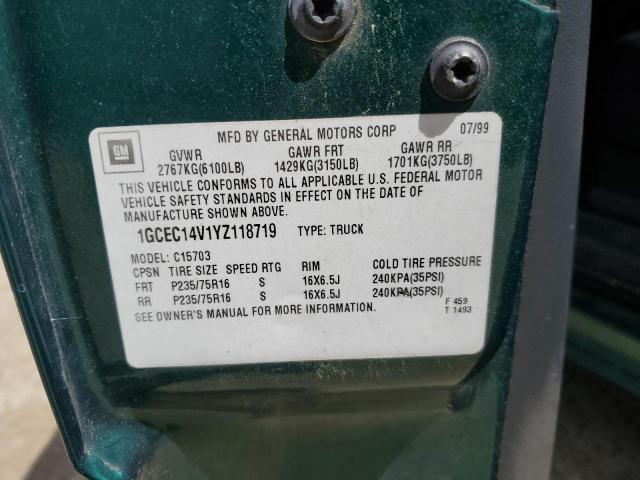 GM
MFD BY GENERAL MOTORS CORP 07/99
GVWR GAWR FRT GAWR RR
2767KG(6100LB) 1429KG(3150LB) 1701KG(3750LB)
THIS VEHICLE CONFORMS TO ALL APPLICABLE U.S. FEDERAL MOTOR
VEHICLE SAFETY STANDARDS IN EFFECT ON THE DATE OF
MANUFACTURE SHOWN ABOVE.
1GCEC14V1YZ118719 TYPE: TRUCK
MODEL: C15703
CPSN TIRE SIZE SPEED RTG RIM COLD TIRE PRESSURE
FRT P235/75R16 S 16X6.5J 240KPA(35PSI)
RR P235/75R16 S 16X6.5J 240KPA(35PSI)
SEE OWNER'S MANUAL FOR MORE INFORMATION.
F 459
T 1493